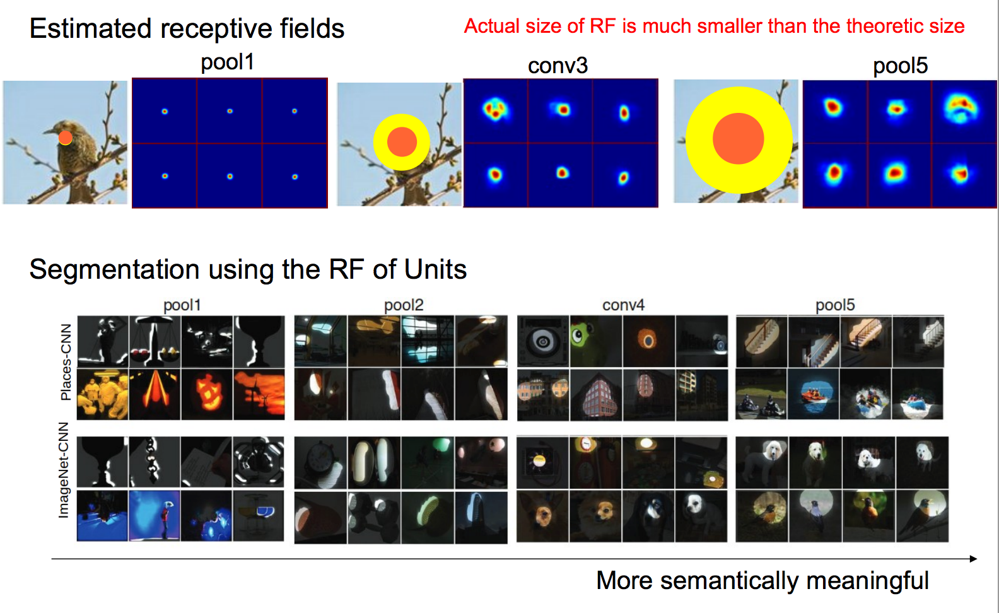 Estimated receptive fields
Actual size of RF is much smaller than the theoretic size
pool1
conv3
pool5
Segmentation using the RF of Units
pool1
pool2
conv4
pool5
Places-CNN
ImageNet-CNN
More semantically meaningful